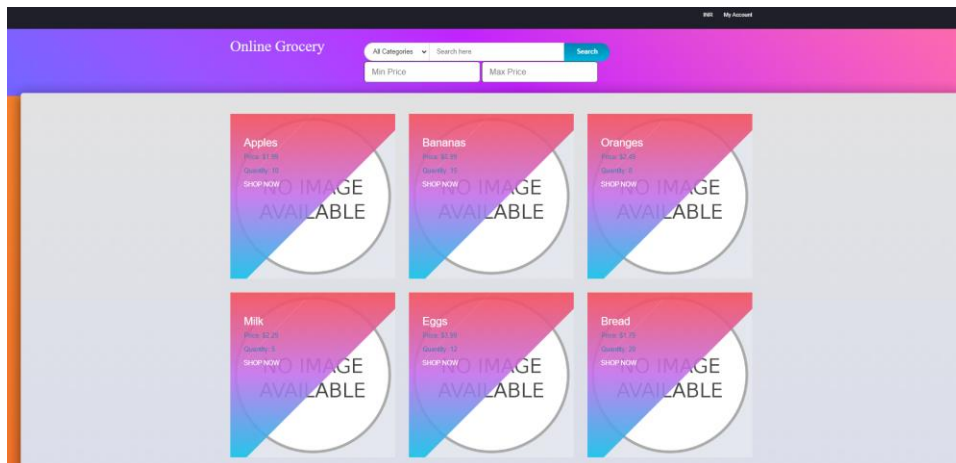 INR My Account
Online Grocery
All Categories Search here Search
Min Price Max Price
Apples
Price: $1.99
Quantity: 10
SHOP NOW
NO IMAGE
AVAILABLE
Bananas
Price:
Quantity: 15
SHOP NOW
NO IMAGE
AVAILABLE
Oranges
Price: $2.49
Quantity: 8
SHOP NOW
NO IMAGE
AVAILABLE
Milk
Price: $2.29
Quantity: 5
SHOP NOW
NO IMAGE
AVAILABLE
Eggs
Price: $3.99
Quantity: 12
SHOP NOW
NO IMAGE
AVAILABLE
Bread
Price: $1.79
Quantity: 20
SHOP NOW
NO IMAGE
AVAILABLE